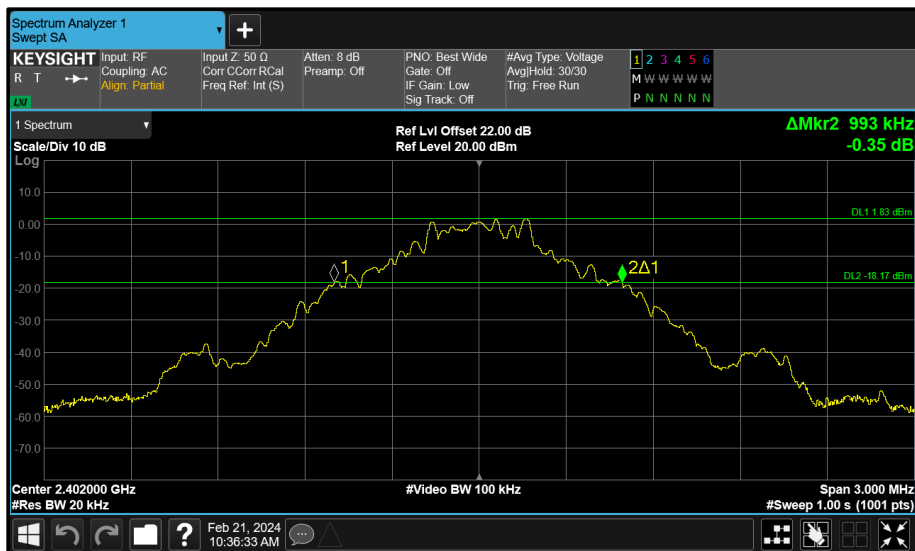 Spectrum Analyzer 1
Swept SA
KEYSIGHT
R T
LXI
Input: RF
Coupling: AC
Align: Partial
Input Z: 50 Ω
Corr CCorr RCal
Freq Ref: Int (S)
Atten: 8 dB
Preamp: Off
PNO: Best Wide
Gate: Off
IF Gain: Low
Sig Track: Off
#Avg Type: Voltage
Avg|Hold: 30/30
Trig: Free Run
1 2 3 4 5 6
M W W W W W
P N N N N N
1 Spectrum
Scale/Div 10 dB
Ref Lvl Offset 22.00 dB
Ref Level 20.00 dBm
ΔMkr2 993 kHz
-0.35 dB
Log
10.0
0.00
-10.0
-20.0
-30.0
-40.0
-50.0
-60.0
-70.0
DL1 1.83 dBm
1
2Δ1
DL2 -18.17 dBm
Center 2.402000 GHz
#Video BW 100 kHz
Span 3.000 MHz
#Res BW 20 kHz
#Sweep 1.00 s (1001 pts)
?
Feb 21, 2024
10:36:33 AM